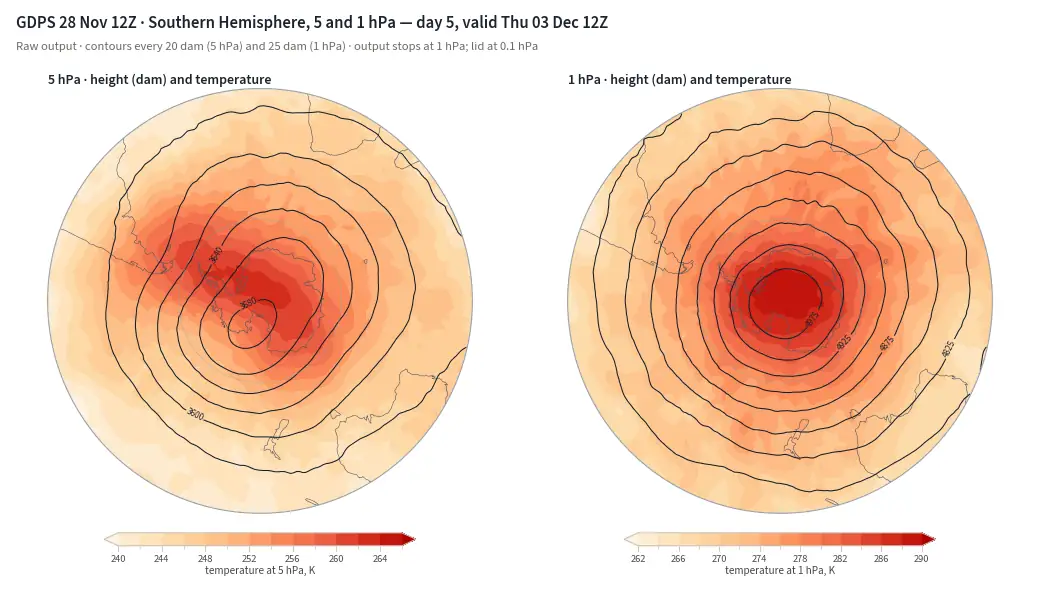 GDPS 28 Nov 12Z · Southern Hemisphere, 5 and 1 hPa — day 5, valid Thu 03 Dec 12Z
Raw output · contours every 20 dam (5 hPa) and 25 dam (1 hPa) · output stops at 1 hPa; lid at 0.1 hPa
5 hPa · height (dam) and temperature
1 hPa · height (dam) and temperature
3640
3680
3600
4975
4925
4875
4825
240 244 248 252 256 260 264
temperature at 5 hPa, K
262 266 270 274 278 282 286 290
temperature at 1 hPa, K